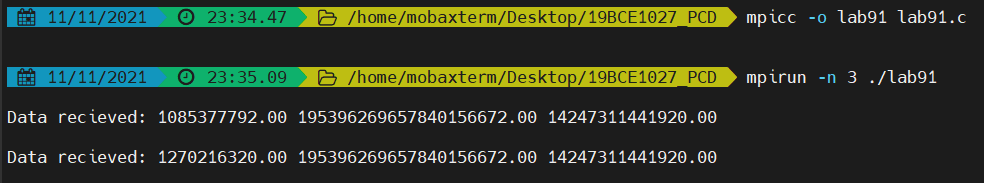 11/11/2021 23:34.47 /home/mobaxterm/Desktop/19BCE1027_PCD mpicc -o lab91 lab91.c
11/11/2021 23:35.09 /home/mobaxterm/Desktop/19BCE1027_PCD mpirun -n 3 ./lab91
Data recieved: 1085377792.00 195396269657840156672.00 14247311441920.00
Data recieved: 1270216320.00 195396269657840156672.00 14247311441920.00